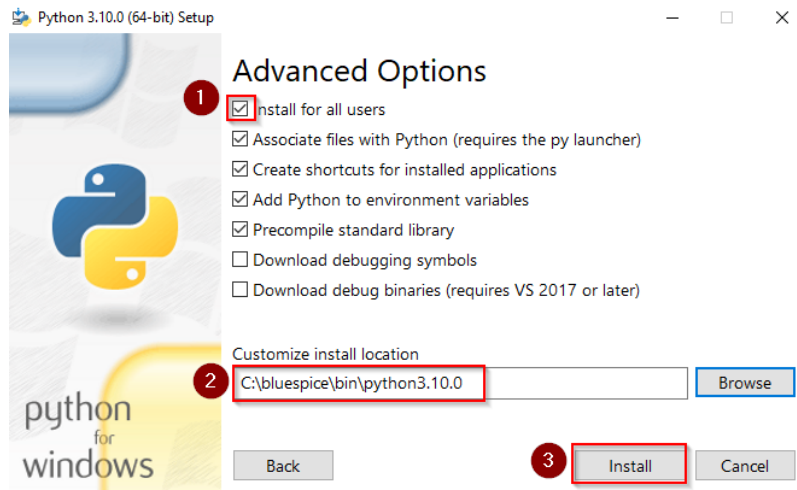 Python 3.10.0 (64-bit) Setup
Advanced Options
1
Install for all users
Associate files with Python (requires the py launcher)
Create shortcuts for installed applications
Add Python to environment variables
Precompile standard library
Download debugging symbols
Download debug binaries (requires VS 2017 or later)
Customize install location
2
C:\bluespice\bin\python3.10.0
Browse
python
for
windows
Back
3
Install
Cancel